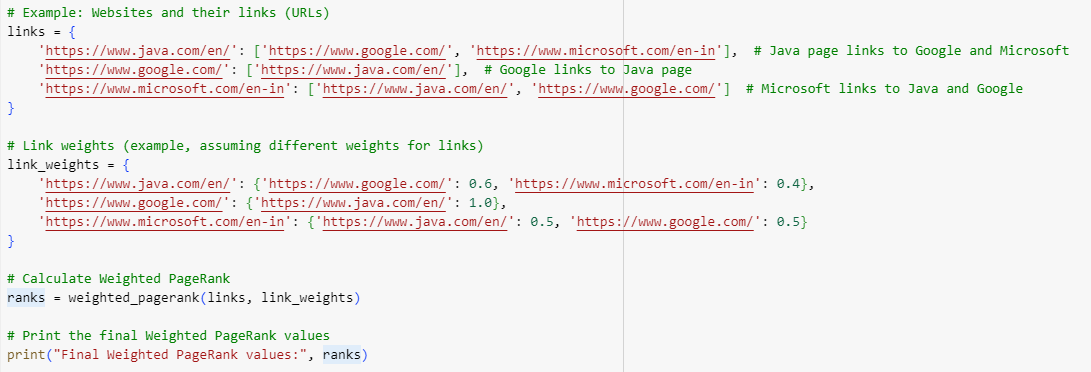 # Example: Websites and their links (URLs)
links = {
    'https://www.java.com/en/': ['https://www.google.com/', 'https://www.microsoft.com/en-in'],  # Java page links to Google and Microsoft
    'https://www.google.com/': ['https://www.java.com/en/'],  # Google links to Java page
    'https://www.microsoft.com/en-in': ['https://www.java.com/en/', 'https://www.google.com/']  # Microsoft links to Java and Google
}
# Link weights (example, assuming different weights for links)
link_weights = {
    'https://www.java.com/en/': {'https://www.google.com/': 0.6, 'https://www.microsoft.com/en-in': 0.4},
    'https://www.google.com/': {'https://www.java.com/en/': 1.0},
    'https://www.microsoft.com/en-in': {'https://www.java.com/en/': 0.5, 'https://www.google.com/': 0.5}
}
# Calculate Weighted PageRank
ranks = weighted_pagerank(links, link_weights)
# Print the final Weighted PageRank values
print("Final Weighted PageRank values:", ranks)